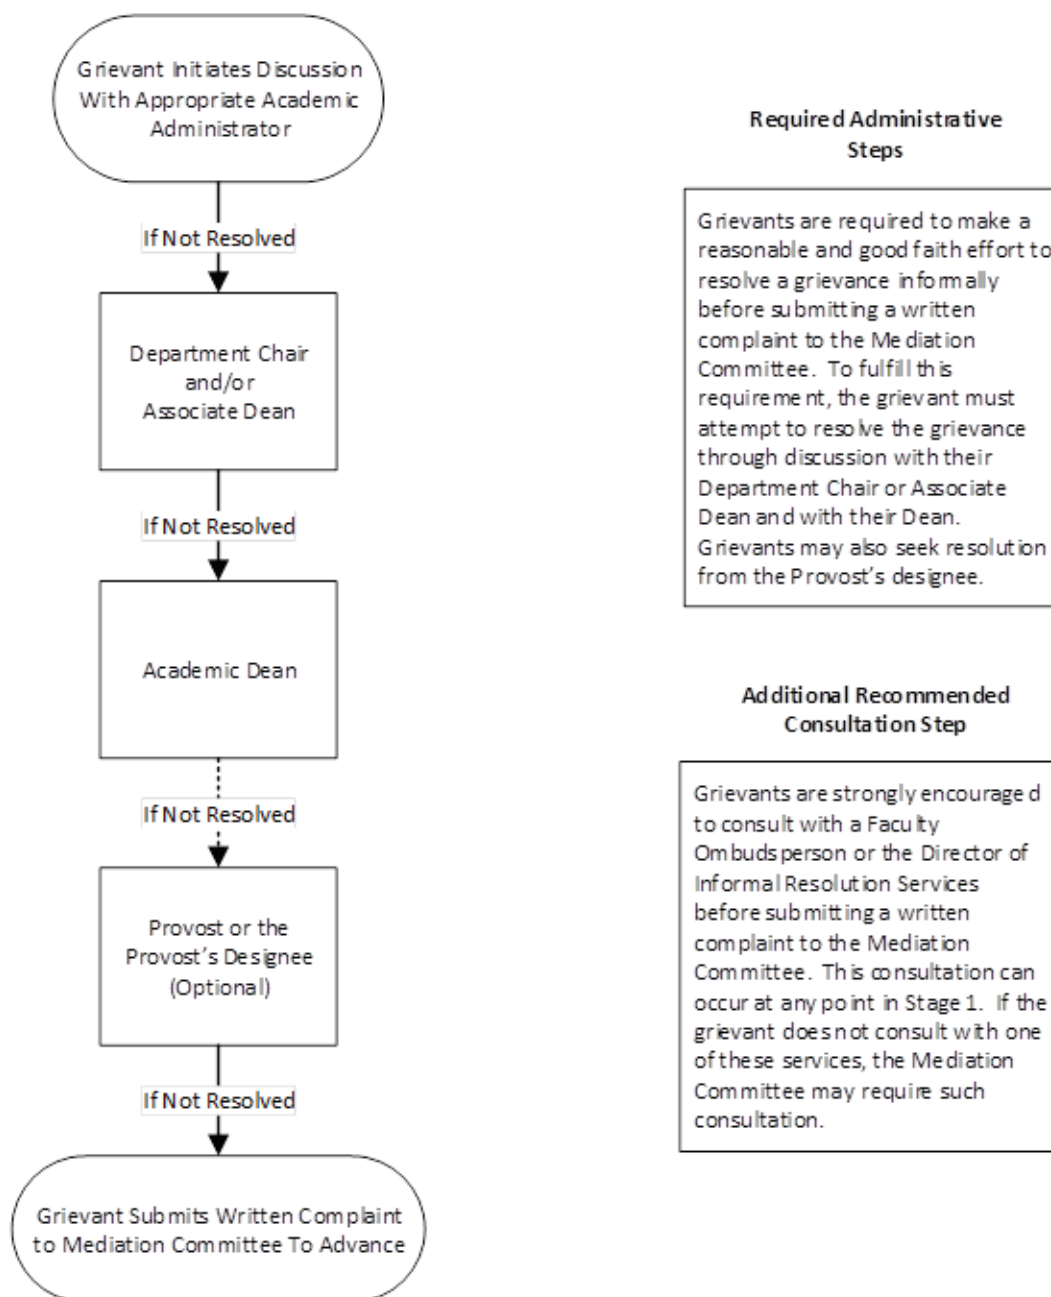 Grievant Initiates Discussion
With Appropriate Academic
Administrator
If Not Resolved
Department Chair
and/or
Associate Dean
If Not Resolved
Academic Dean
If Not Resolved
Provost or the
Provost's Designee
(Optional)
If Not Resolved
Grievant Submits Written Complaint
to Mediation Committee To Advance
Required Administrative
Steps
Grievants are required to make a
reasonable and good faith effort to
resolve a grievance informally
before submitting a written
complaint to the Mediation
Committee. To fulfill this
requirement, the grievant must
attempt to resolve the grievance
through discussion with their
Department Chair or Associate
Dean and with their Dean.
Grievants may also seek resolution
from the Provost's designee.
Additional Recommended
Consultation Step
Grievants are strongly encouraged
to consult with a Faculty
Ombudsperson or the Director of
Informal Resolution Services
before submitting a written
complaint to the Mediation
Committee. This consultation can
occur at any point in Stage 1. If the
grievant does not consult with one
of these services, the Mediation
Committee may require such
consultation.